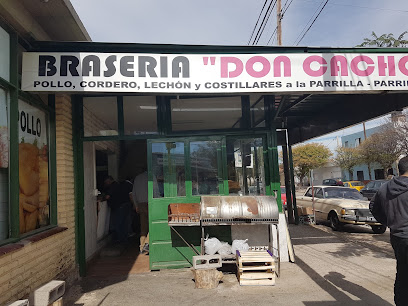 BRASERIA "DON CACHO
POLLO, CORDERO, LECHÓN y COSTILLARES a la PARRILLA - PARRI
POLLO